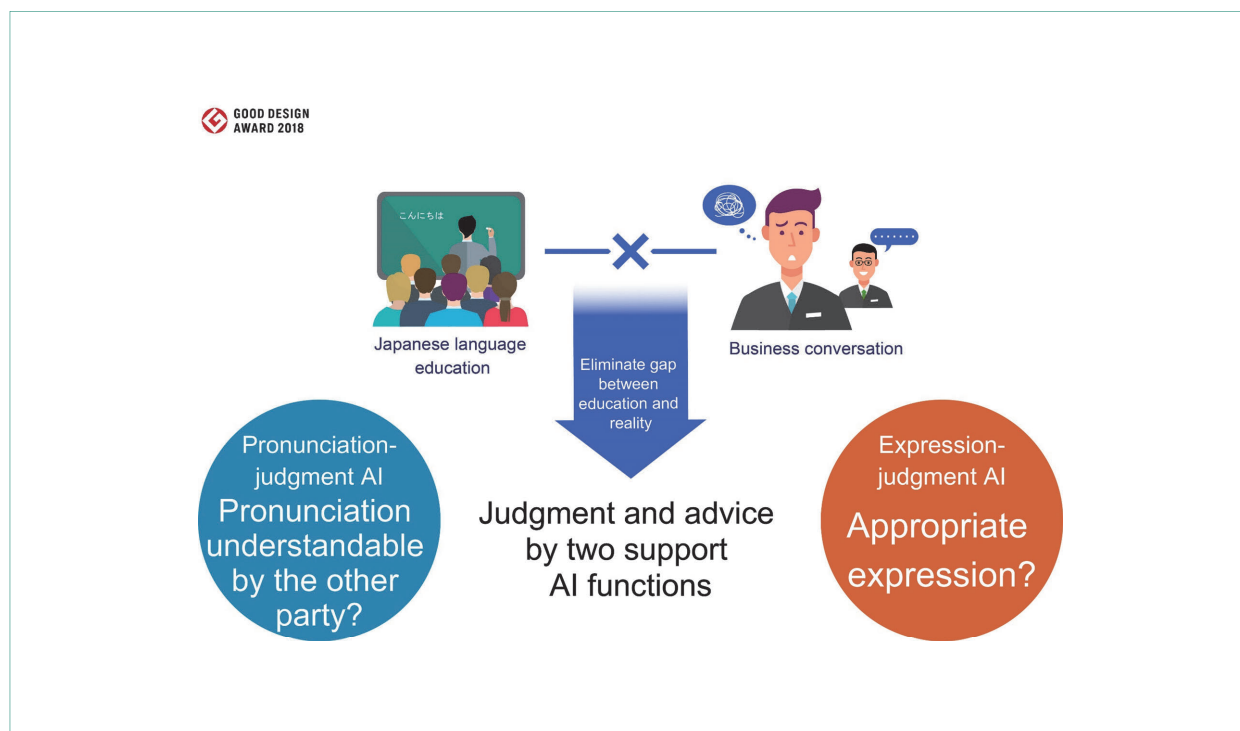 GOOD DESIGN
AWARD 2018
こんにちは
Japanese language
education
Business conversation
Eliminate gap
between
education and
reality
Pronunciation-
judgment AI
Pronunciation
understandable
by the other
party?
Judgment and advice
by two support
AI functions
Expression-
judgment AI
Appropriate
expression?